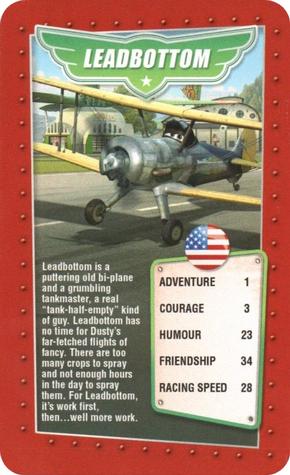 LEADBOTTOM
Leadbottom is a
puttering old bi-plane
and a grumbling
tankmaster, a real
"tank-half-empty" kind
of guy. Leadbottom has
no time for Dusty's
far-fetched flights of
fancy. There are too
many crops to spray
and not enough hours
in the day to spray
them. For Leadbottom,
it's work first,
then...well more work.
ADVENTURE 1
COURAGE 3
HUMOUR 23
FRIENDSHIP 34
RACING SPEED 28